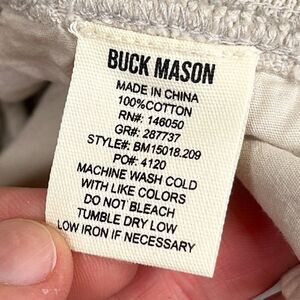 BUCK MASON
MADE IN CHINA
100%COTTON
RN#: 146050
GR#: 287737
STYLE#: BM15018.209
PO#: 4120
MACHINE WASH COLD
WITH LIKE COLORS
DO NOT BLEACH
TUMBLE DRY LOW
LOW IRON IF NECESSARY